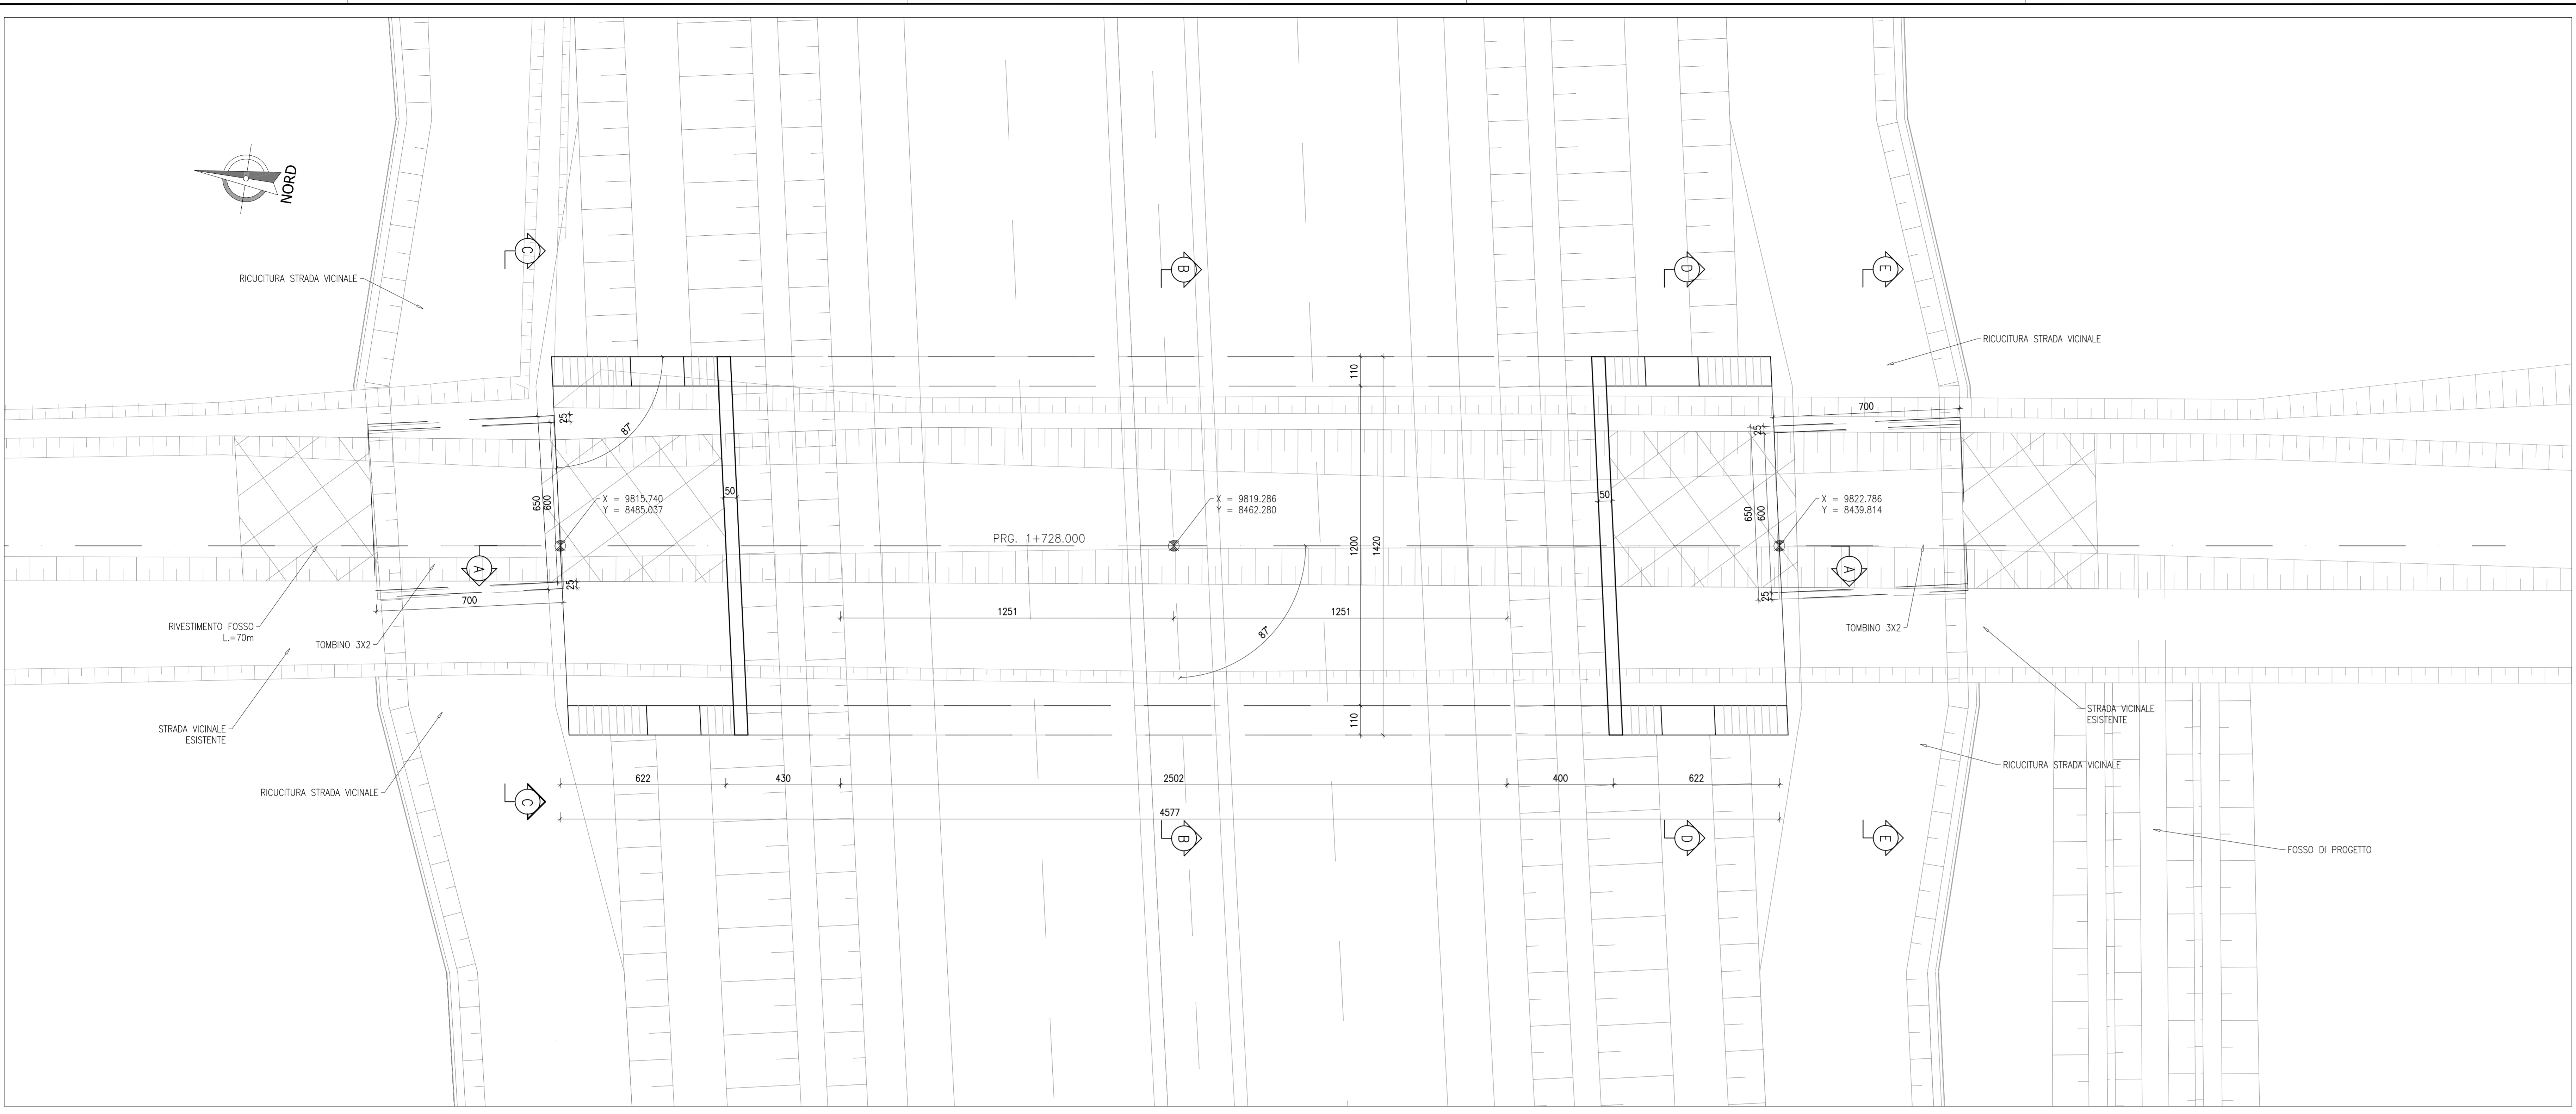 NORD
C
B
D
E
RICUCITURA STRADA VICINALE
RICUCITURA STRADA VICINALE
110
700
25
87°
25
650
600
X = 9815.740
Y = 8485.037
50
X = 9819.286
Y = 8462.280
50
650
600
X = 9822.786
Y = 8439.814
PRG. 1+728.000
1200
1420
A
A
25
700
25
1251
1251
87°
RIVESTIMENTO FOSSO
L.=70m
TOMBINO 3X2
TOMBINO 3X2
STRADA VICINALE
ESISTENTE
110
STRADA VICINALE
ESISTENTE
RICUCITURA STRADA VICINALE
RICUCITURA STRADA VICINALE
622
430
2502
400
622
4577
C
B
D
E
FOSSO DI PROGETTO